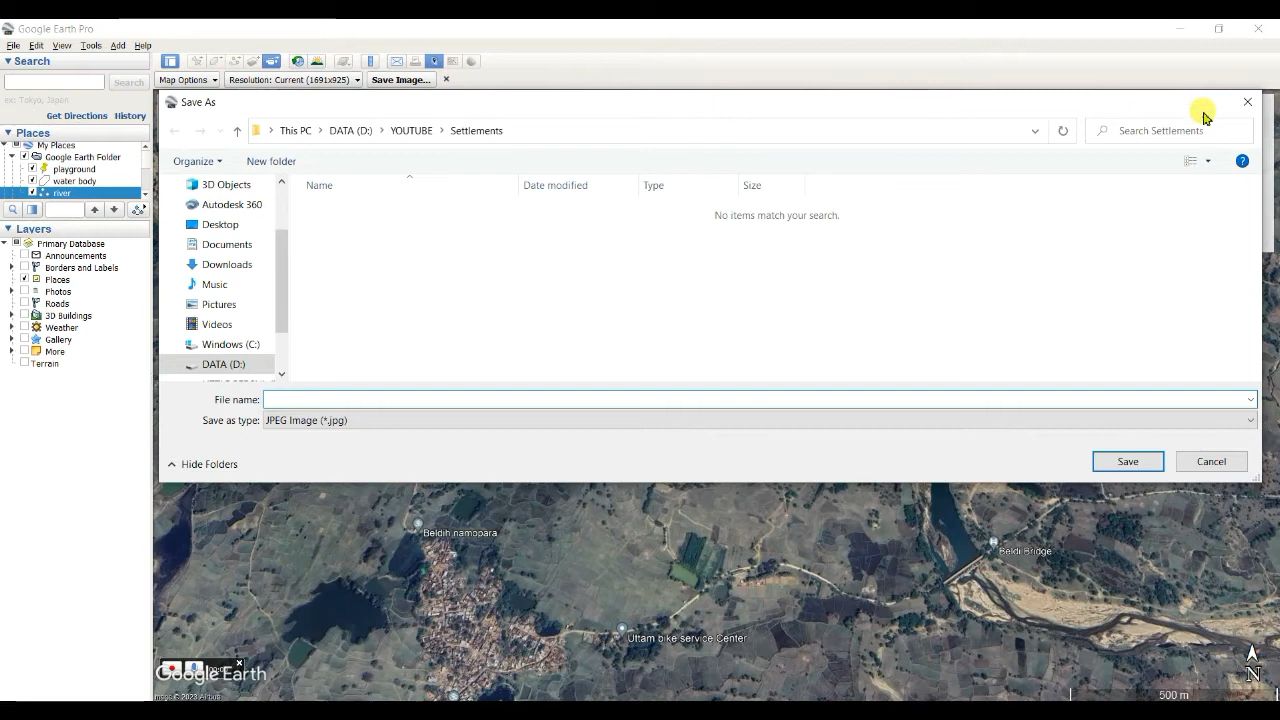 Google Earth Pro
File Edit View Tools Add Help
Search
Search
ex: Tokyo, Japan
Get Directions History
Places
My Places
Google Earth Folder
playground
water body
river
Layers
Primary Database
Announcements
Borders and Labels
Places
Photos
Roads
3D Buildings
Weather
Gallery
More
Terrain
Map Options Resolution: Current (1691x925) Save Image...
Save As
This PC DATA (D:) YOUTUBE Settlements
Search Settlements
Organize New folder
3D Objects
Autodesk 360
Desktop
Documents
Downloads
Music
Pictures
Videos
Windows (C:)
DATA (D:)
Name Date modified Type Size
No items match your search.
File name:
Save as type: JPEG Image (*.jpg)
Hide Folders
Save Cancel
Beldih namopara
Beldi Bridge
Uttam bike service Center
Google Earth
N
500 m